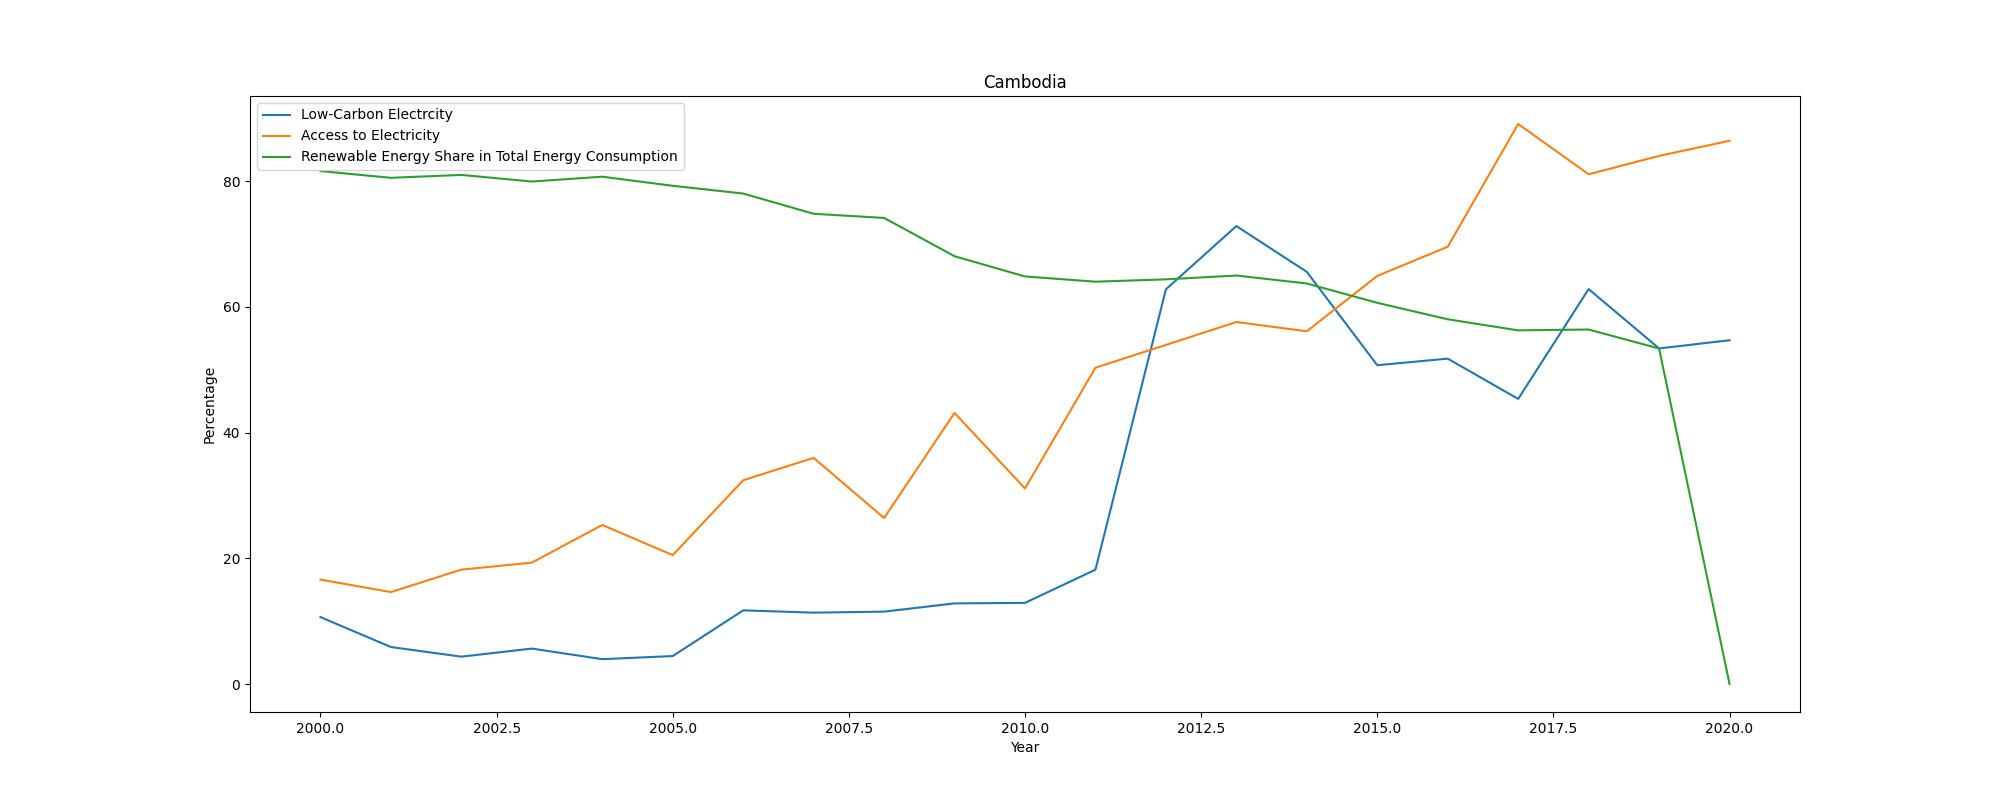 Cambodia
Low-Carbon Electrcity
Access to Electricity
Renewable Energy Share in Total Energy Consumption
Percentage
80
60
40
20
0
2000.0 2002.5 2005.0 2007.5 2010.0 2012.5 2015.0 2017.5 2020.0
Year